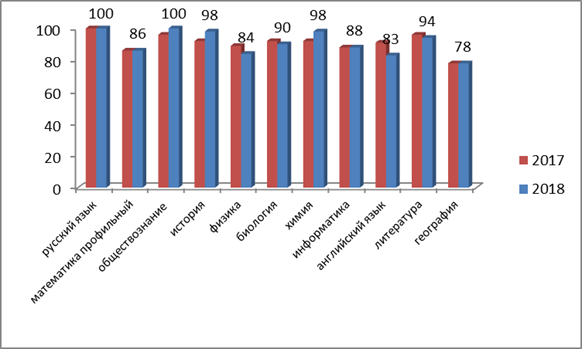 100 86 100 98 84 90 98 88 83 94 78
100
80
60
40
20
0
русский язык
математика профильный
обществознание
история
физика
биология
химия
информатика
английский язык
литература
география
2017
2018